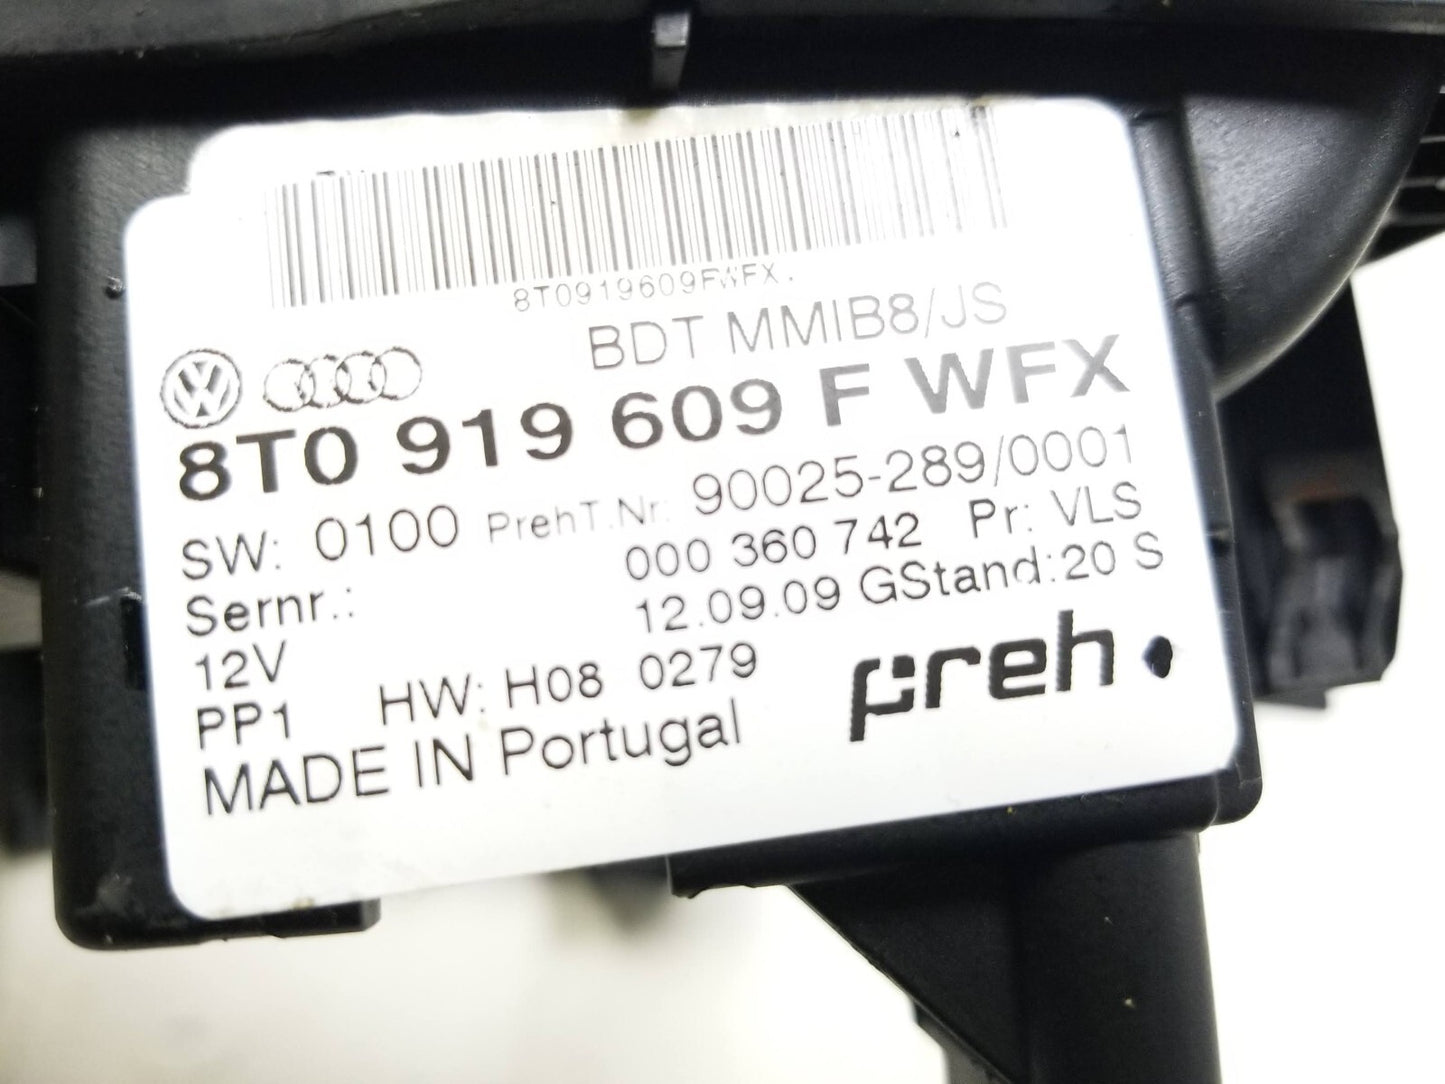 8T0919609FWFX.
BDT MMIB8/JS
8T0 919 609 F WFX
SW: 0100 PrehT.Nr: 90025-289/0001
Sernr.: 000 360 742 Pr: VLS
12V 12.09.09 GStand:20 S
PP1 HW: H08 0279
MADE IN Portugal preh